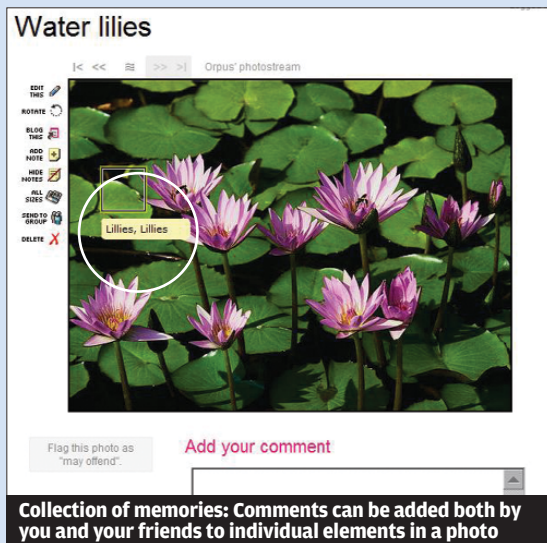 Water lilies
|< << >> >| Orpus' photostream
EDIT
THIS
ROTATE
BLOG
THIS
ADD
NOTE
HIDE
NOTES
ALL
SIZES
SEND TO
GROUP
DELETE
Lillies, Lillies
Flag this photo as
"may offend".
Add your comment
Collection of memories: Comments can be added both by
you and your friends to individual elements in a photo